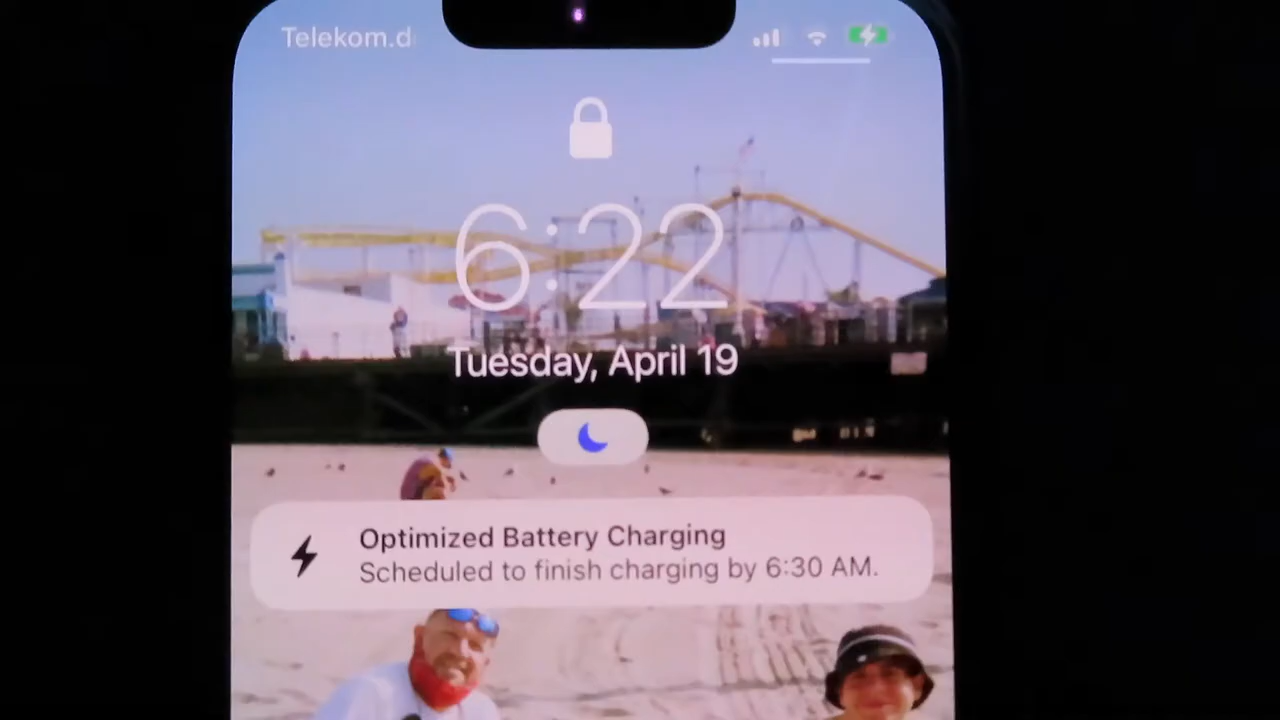 Telekom.d
6:22
Tuesday, April 19
Optimized Battery Charging
Scheduled to finish charging by 6:30 AM.